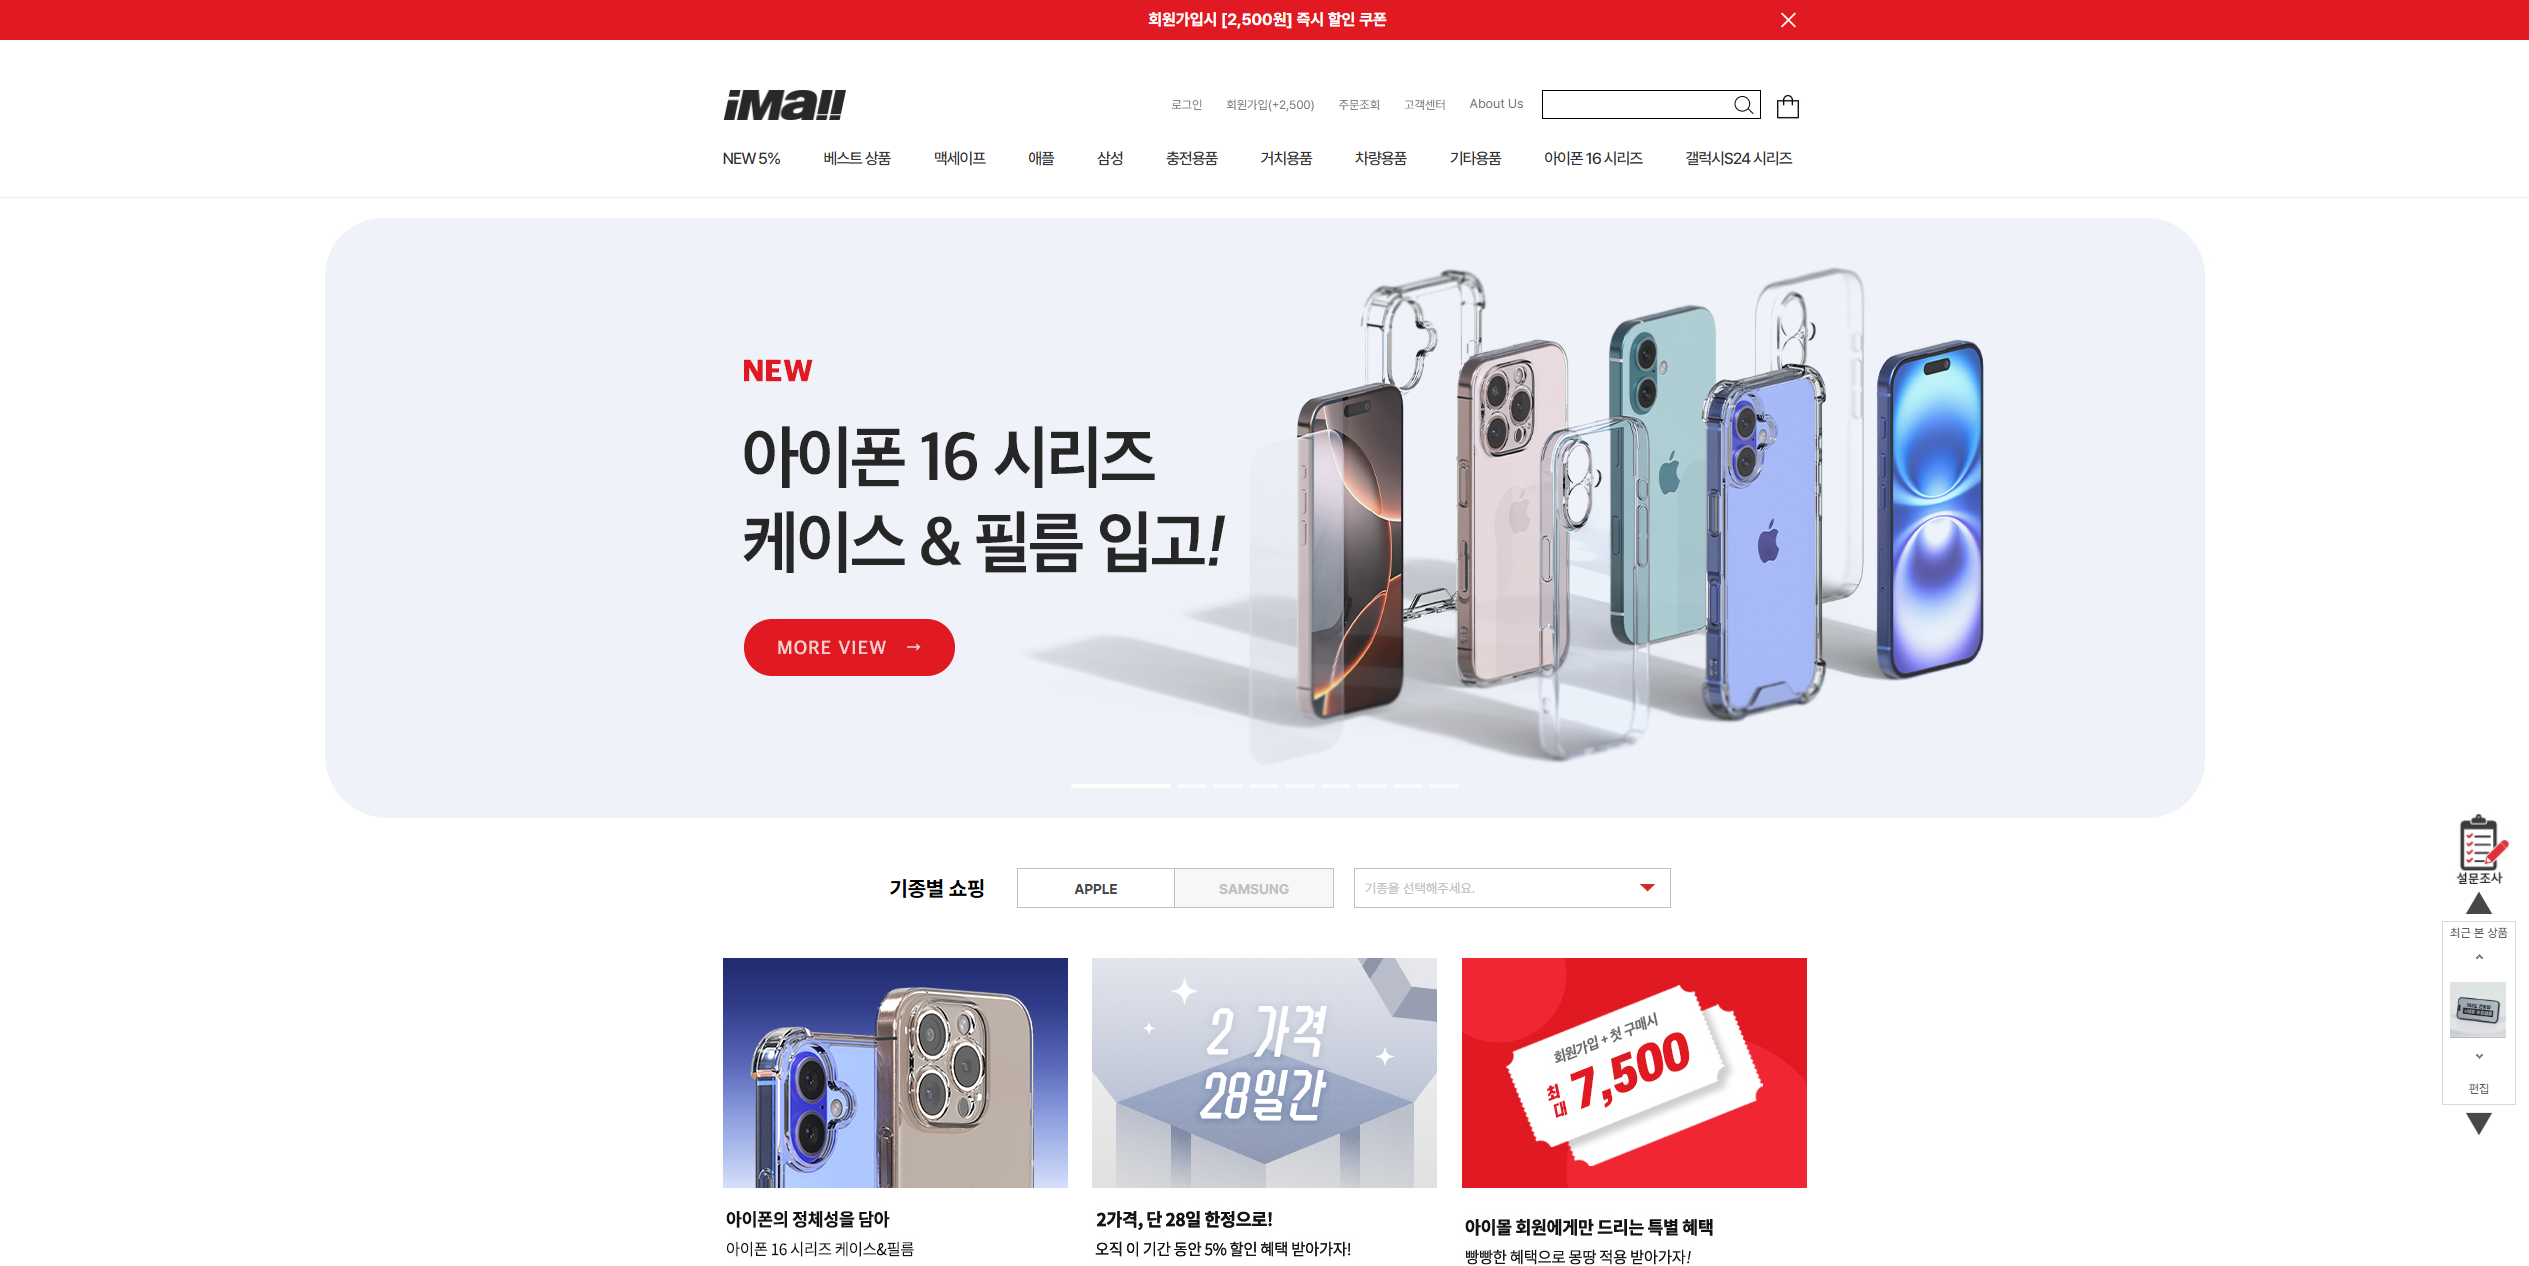 회원가입시 [2,500원] 즉시 할인 쿠폰
iMall
로그인 회원가입(+2,500) 주문조회 고객센터 About Us
NEW 5% 베스트 상품 맥세이프 애플 삼성 충전용품 거치용품 차량용품 기타용품 아이폰 16 시리즈 갤럭시S24 시리즈
NEW
아이폰 16 시리즈
케이스 & 필름 입고!
MORE VIEW →
기종별 쇼핑 APPLE SAMSUNG 기종을 선택해주세요.
설문조사
최근 본 상품
편집
2 가격
28일간
회원가입 + 첫 구매시
최대 7,500
아이폰의 정체성을 담아
아이폰 16 시리즈 케이스&필름
2가격, 단 28일 한정으로!
오직 이 기간 동안 5% 할인 혜택 받아가자!
아이몰 회원에게만 드리는 특별 혜택
빵빵한 혜택으로 몽땅 적용 받아가자!